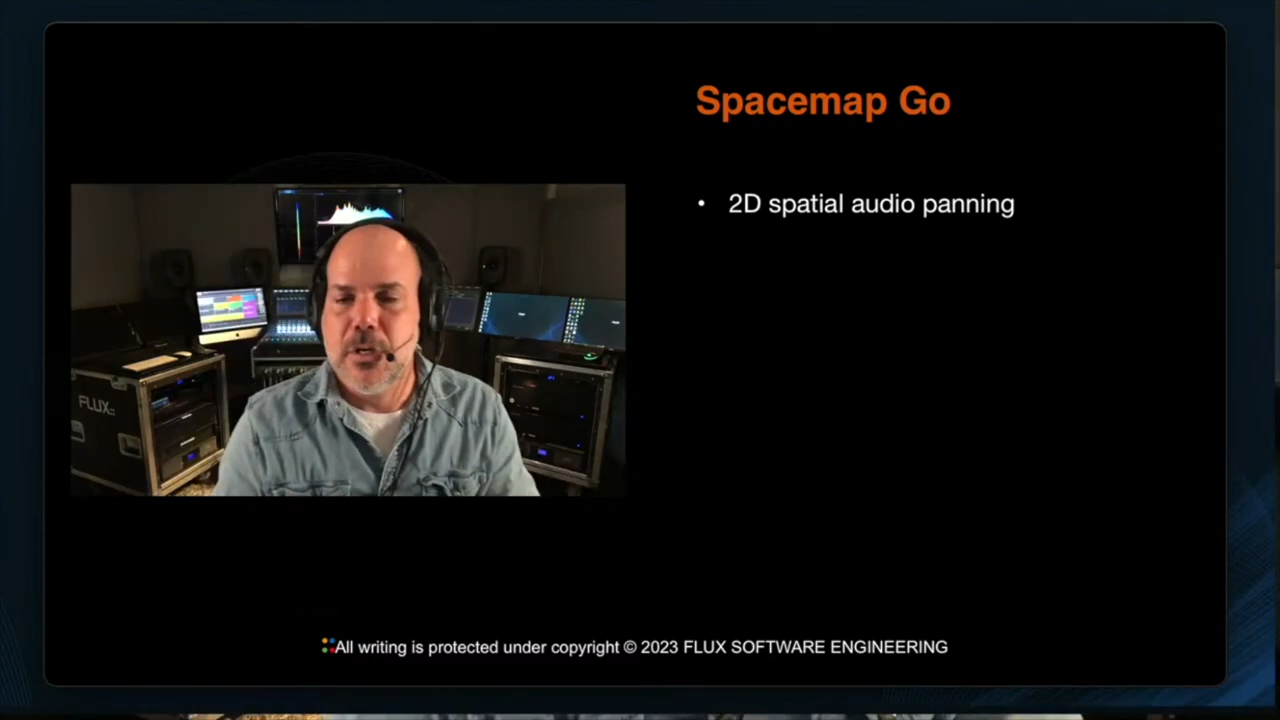 Spacemap Go
• 2D spatial audio panning
FLUX::
All writing is protected under copyright © 2023 FLUX SOFTWARE ENGINEERING